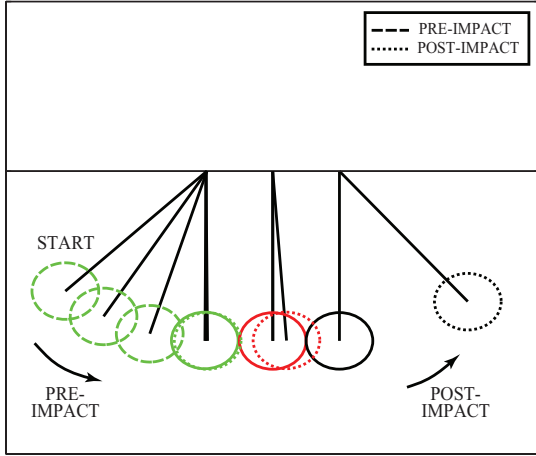 PRE-IMPACT
POST-IMPACT
START
PRE-
IMPACT
POST-
IMPACT